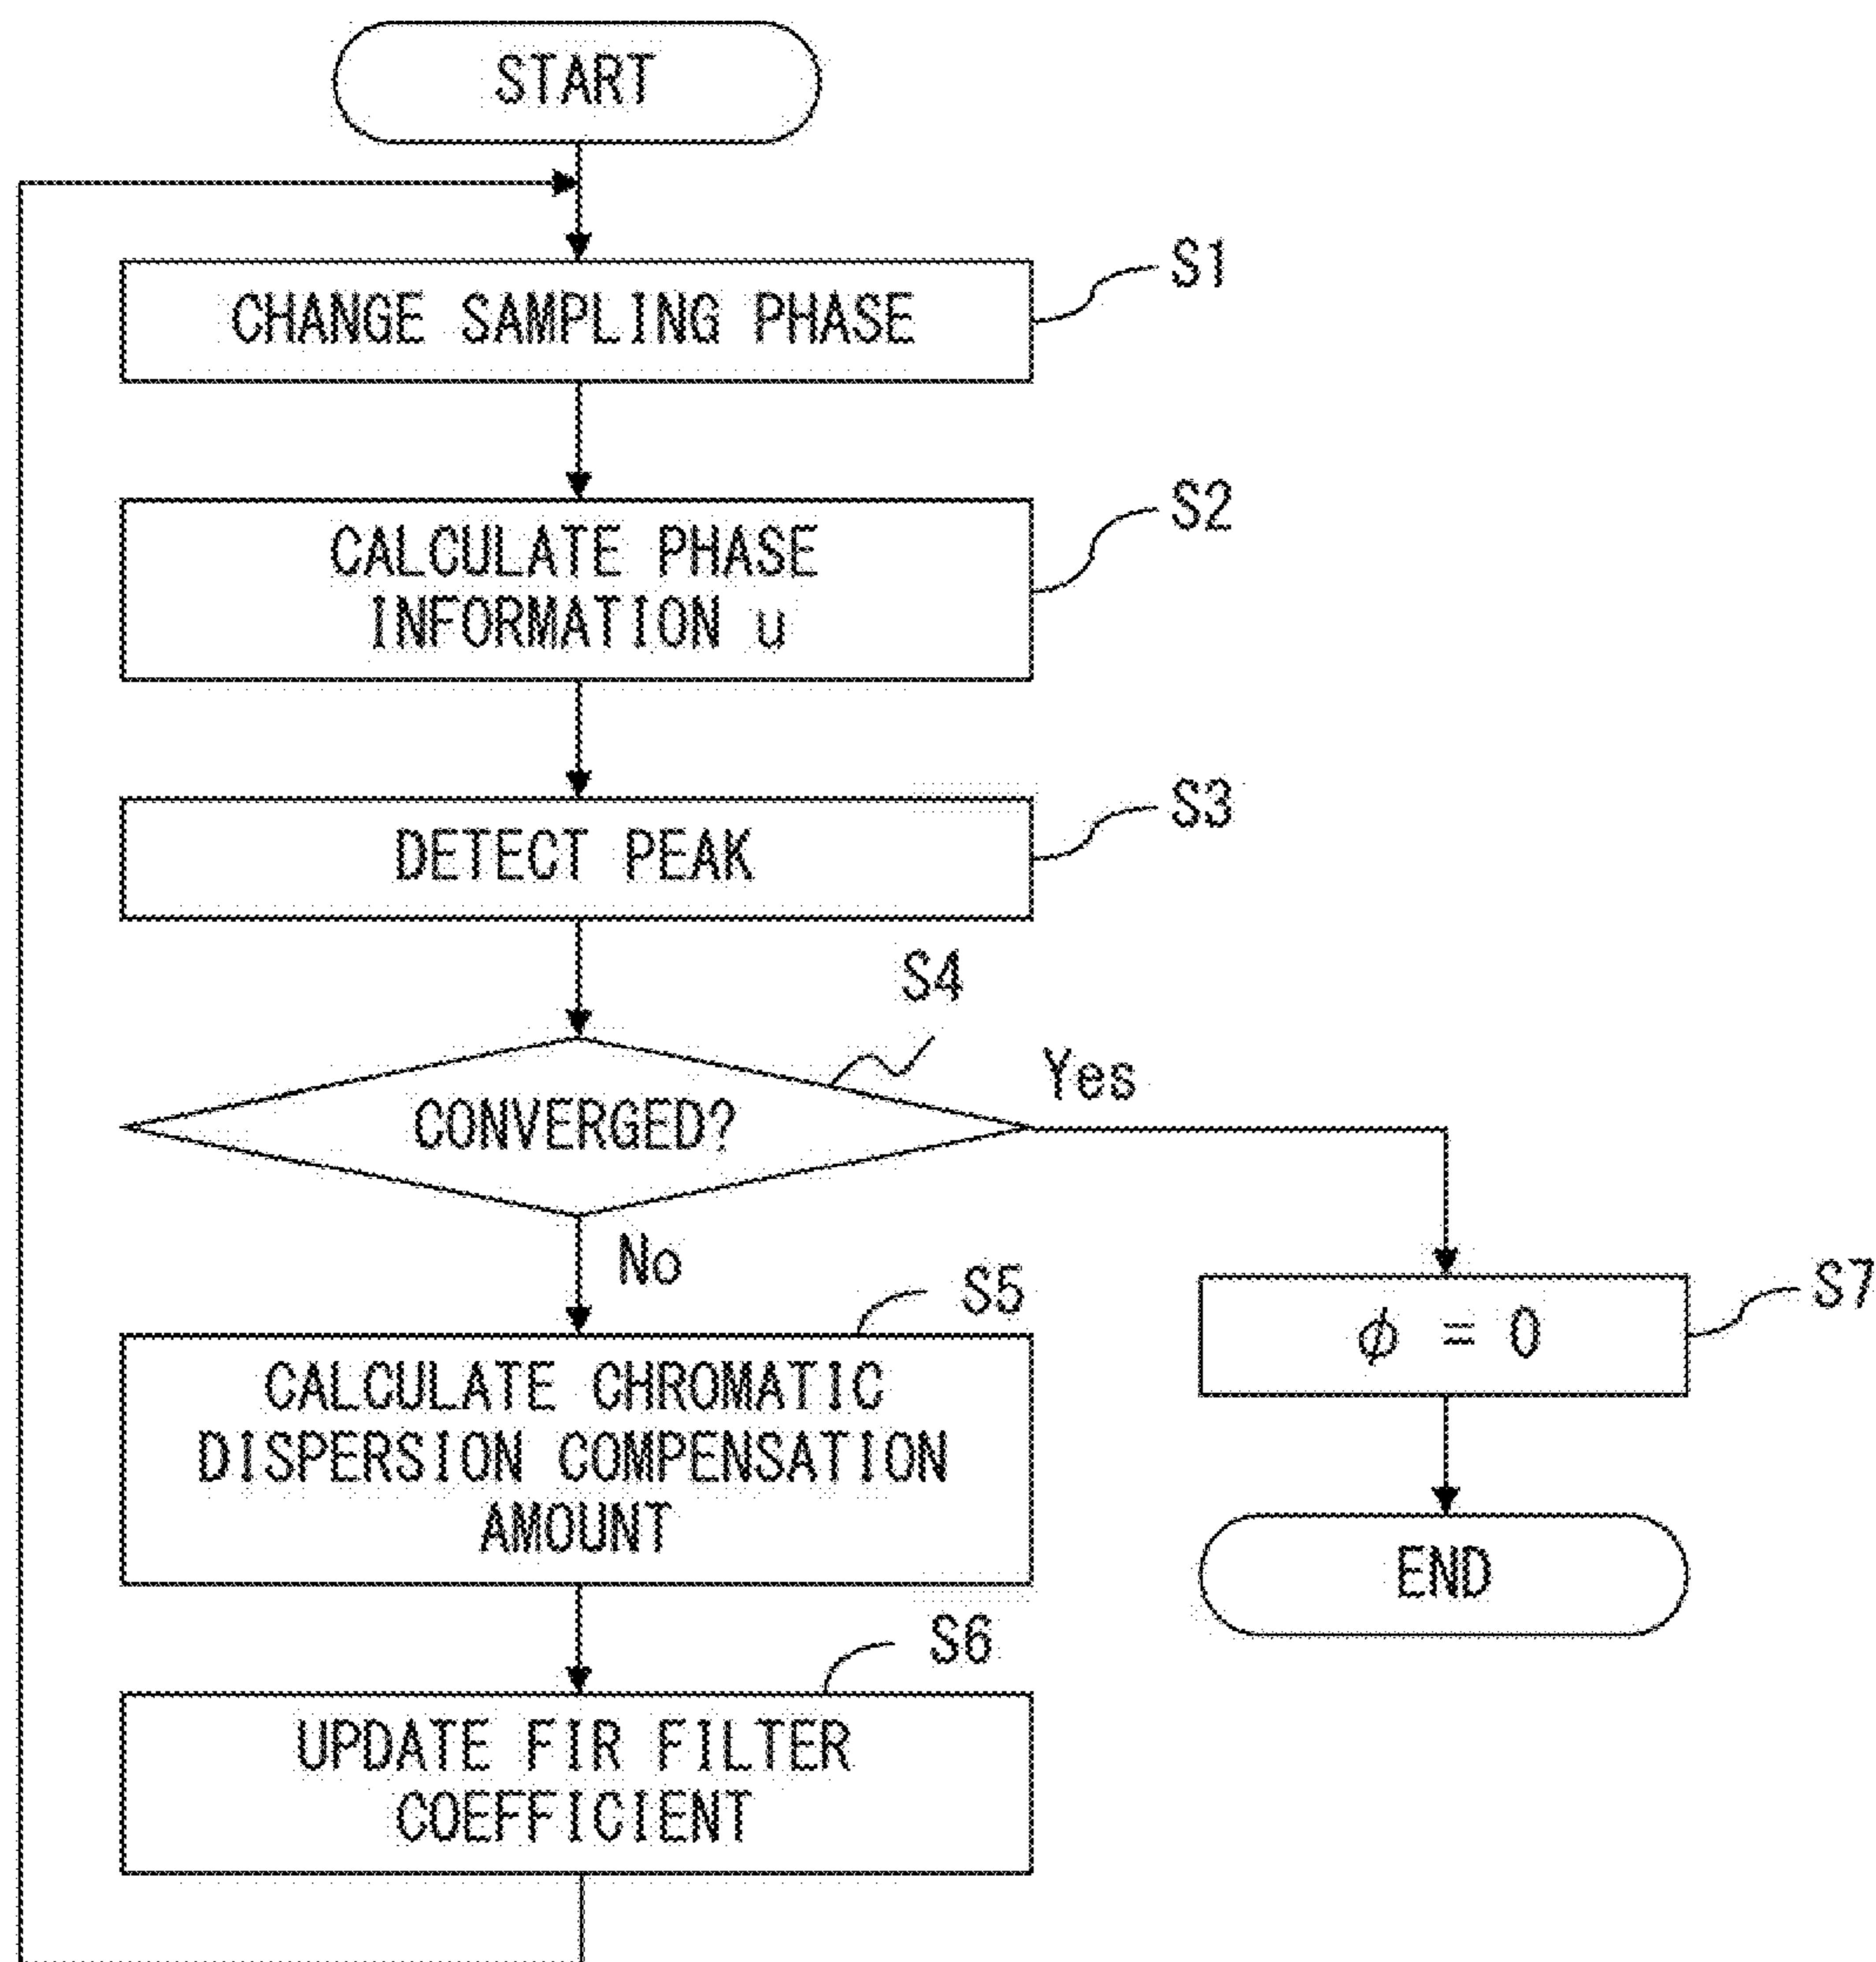 START
CHANGE SAMPLING PHASE
S1
CALCULATE PHASE
INFORMATION u
S2
DETECT PEAK
S3
S4
CONVERGED?
Yes
No
S5
CALCULATE CHROMATIC
DISPERSION COMPENSATION
AMOUNT
S7
ϕ = 0
END
S6
UPDATE FIR FILTER
COEFFICIENT